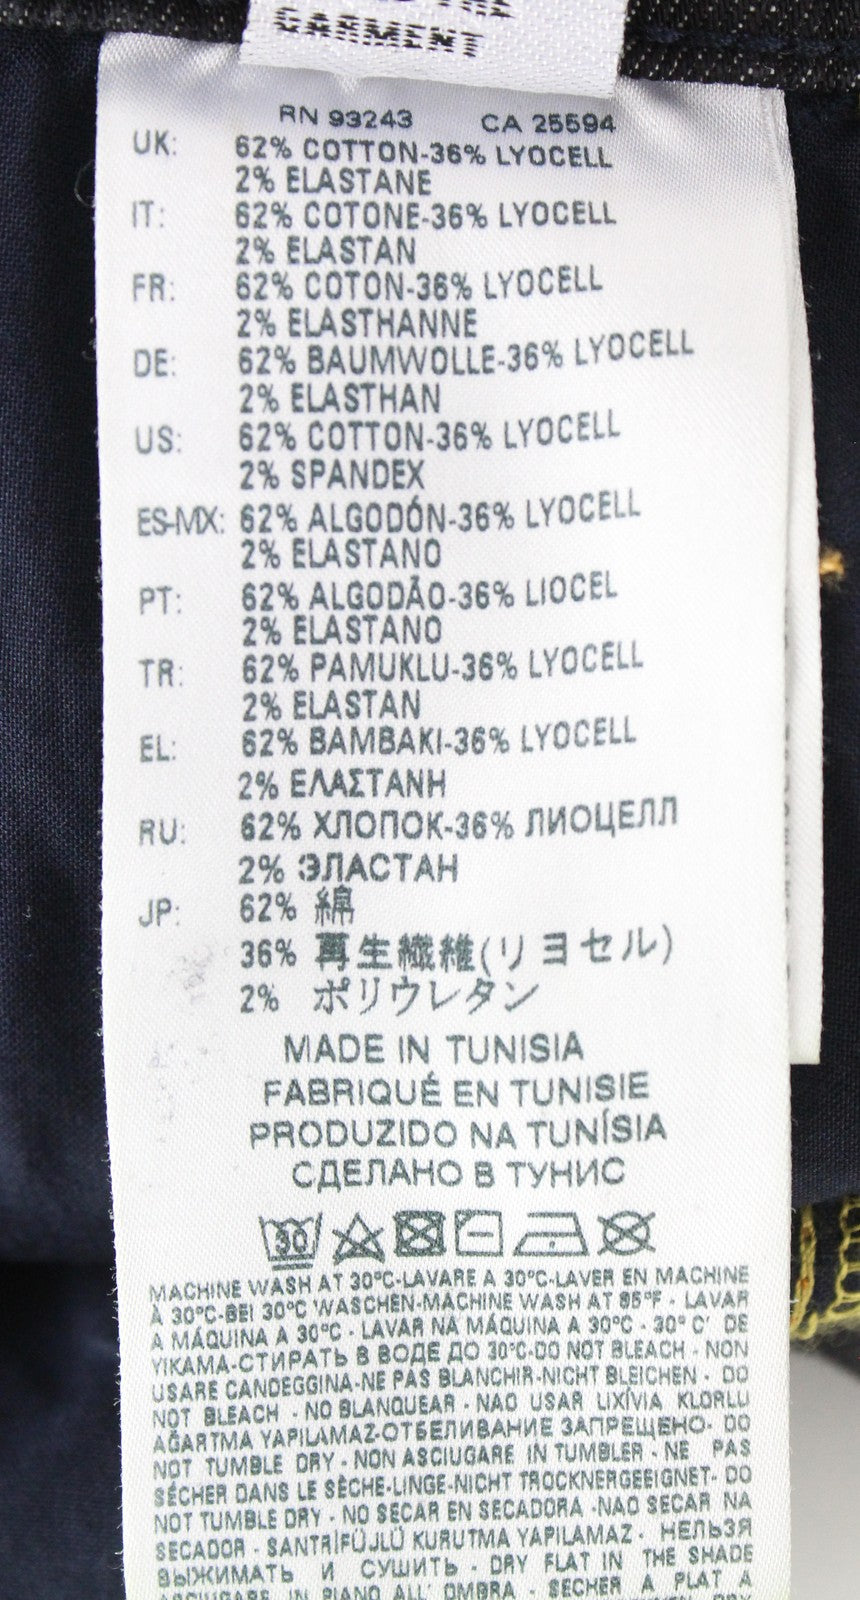 THE
GARMENT
RN 93243 CA 25594
UK: 62% COTTON-36% LYOCELL
2% ELASTANE
IT: 62% COTONE-36% LYOCELL
2% ELASTAN
FR: 62% COTON-36% LYOCELL
2% ELASTHANNE
DE: 62% BAUMWOLLE-36% LYOCELL
2% ELASTHAN
US: 62% COTTON-36% LYOCELL
2% SPANDEX
ES-MX: 62% ALGODÓN-36% LYOCELL
2% ELASTANO
PT: 62% ALGODÃO-36% LIOCEL
2% ELASTANO
TR: 62% PAMUKLU-36% LYOCELL
2% ELASTAN
EL: 62% BAMBAKI-36% LYOCELL
2% ΕΛΑΣΤΑΝΗ
RU: 62% ХЛОПОК-36% ЛИОЦЕЛЛ
2% ЭЛАСТАН
JP: 62% 綿
36% 再生繊維(リヨセル)
2% ポリウレタン
MADE IN TUNISIA
FABRIQUÉ EN TUNISIE
PRODUZIDO NA TUNÍSIA
СДЕЛАНО В ТУНИС
30
MACHINE WASH AT 30°C-LAVARE A 30°C-LAVER EN MACHINE
À 30°C-BEI 30°C WASCHEN-MACHINE WASH AT 85°F - LAVAR
A MÁQUINA A 30°C - LAVAR NA MÁQUINA A 30°C - 30° C' DE
YIKAMA-СТИРАТЬ В ВОДЕ ДО 30°C-DO NOT BLEACH - NON
USARE CANDEGGINA-NE PAS BLANCHIR-NICHT BLEICHEN - DO
NOT BLEACH - NO BLANQUEAR - NAO USAR LIXÍVIA KLORLU
AĞARTMA YAPILAMAZ-ОТБЕЛИВАНИЕ ЗАПРЕЩЕНО- DO
NOT TUMBLE DRY - NON ASCIUGARE IN TUMBLER - NE PAS
SÉCHER DANS LE SÈCHE-LINGE-NICHT TROCKNERGEEIGNET- DO
NOT TUMBLE DRY - NO SECAR EN SECADORA -NAO SECAR NA
SECADOR - SANTRİFÜJLÜ KURUTMA YAPILAMAZ - НЕЛЬЗЯ
ВЫЖИМАТЬ И СУШИТЬ - DRY FLAT IN THE SHADE
ASCIUGARE IN PIANO ALL' OMBRA - SECHER A PLAT A